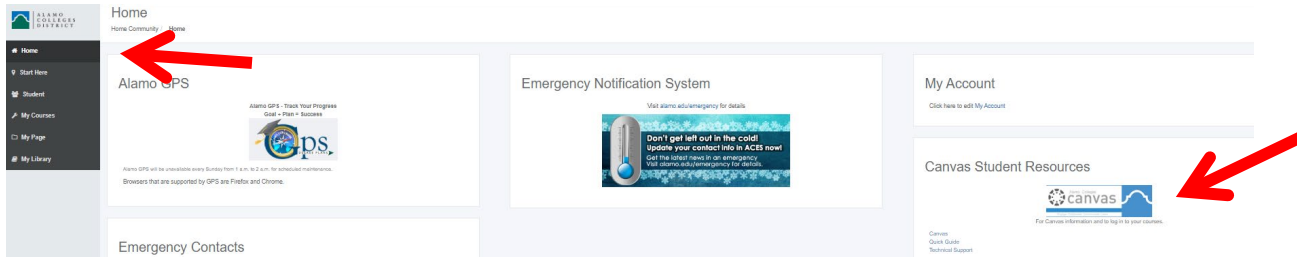 ALAMO
COLLEGES
DISTRICT
Home
Home Community / Home
Home
Start Here
Student
My Courses
My Page
My Library
Alamo GPS
Alamo GPS - Track Your Progress
Goal + Plan = Success
Gps
Alamo GPS will be unavailable every Sunday from 1 a.m. to 2 a.m. for scheduled maintenance.
Browsers that are supported by GPS are Firefox and Chrome.
Emergency Contacts
Emergency Notification System
Visit alamo.edu/emergency for details
Don't get left out in the cold!
Update your contact info in ACES now!
Get the latest news in an emergency
Visit alamo.edu/emergency for details.
My Account
Click here to edit My Account
Canvas Student Resources
canvas
For Canvas information and to log in to your courses.
Canvas
Quick Guide
Technical Support